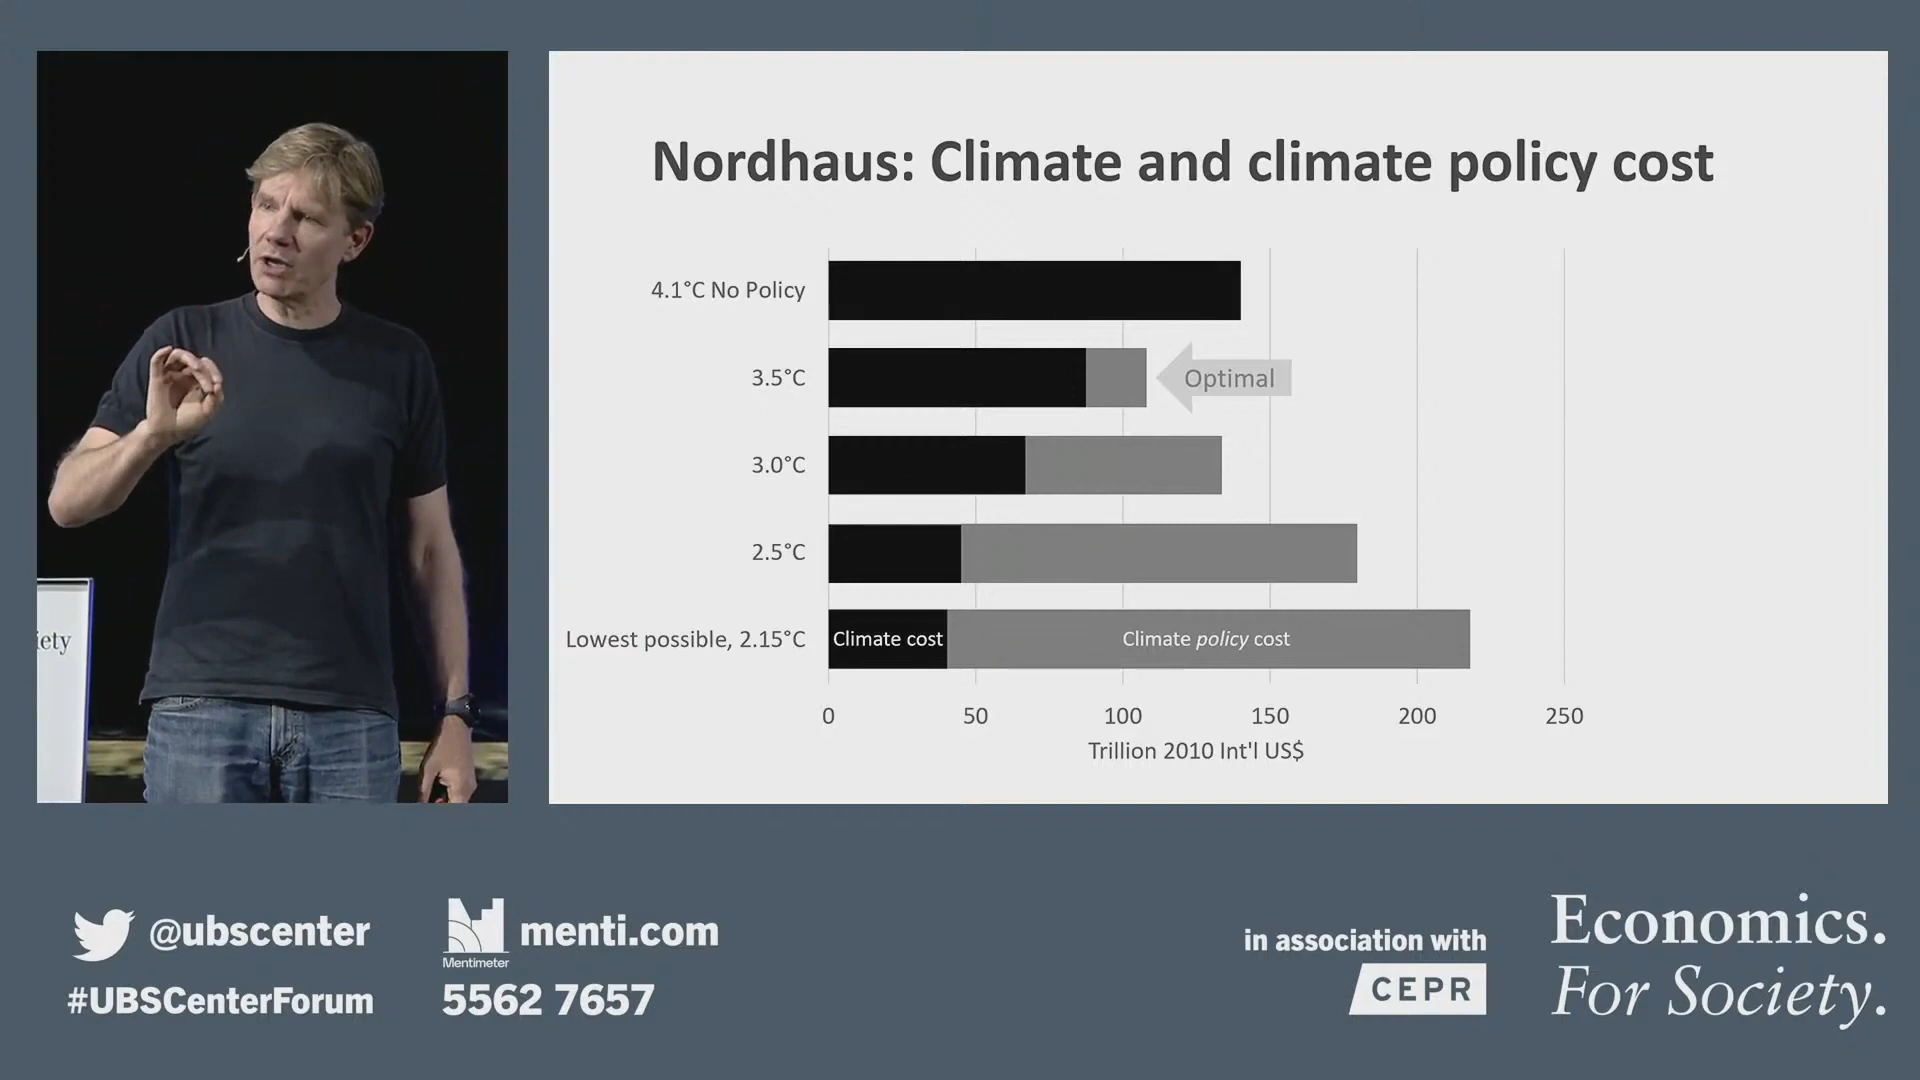 Nordhaus: Climate and climate policy cost
4.1°C No Policy
3.5°C
Optimal
3.0°C
2.5°C
Lowest possible, 2.15°C
Climate cost
Climate policy cost
0 50 100 150 200 250
Trillion 2010 Int'l US$
iety
@ubscenter
#UBSCenterForum
Mentimeter
menti.com
5562 7657
in association with
CEPR
Economics.
For Society.